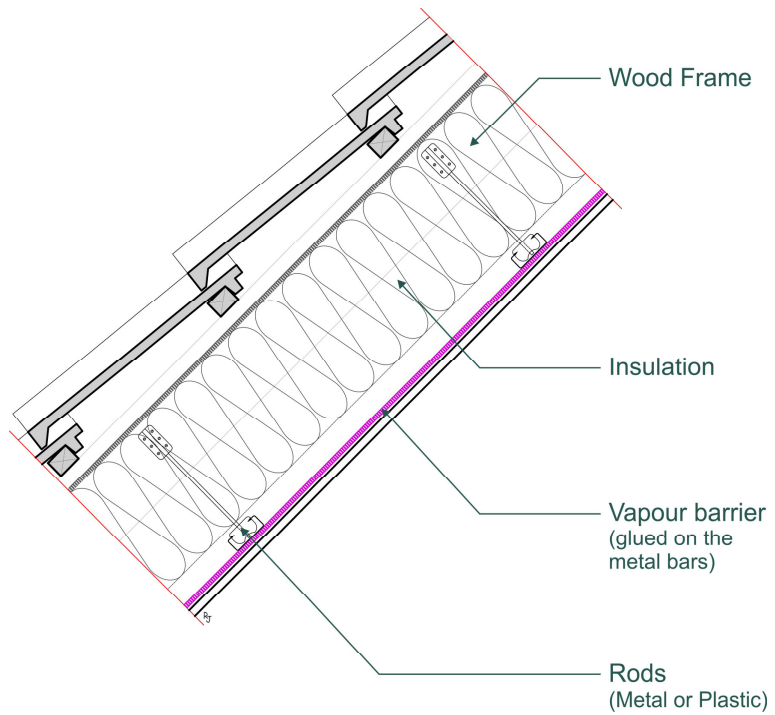 Wood Frame
Insulation
Vapour barrier
(glued on the
metal bars)
Rods
(Metal or Plastic)